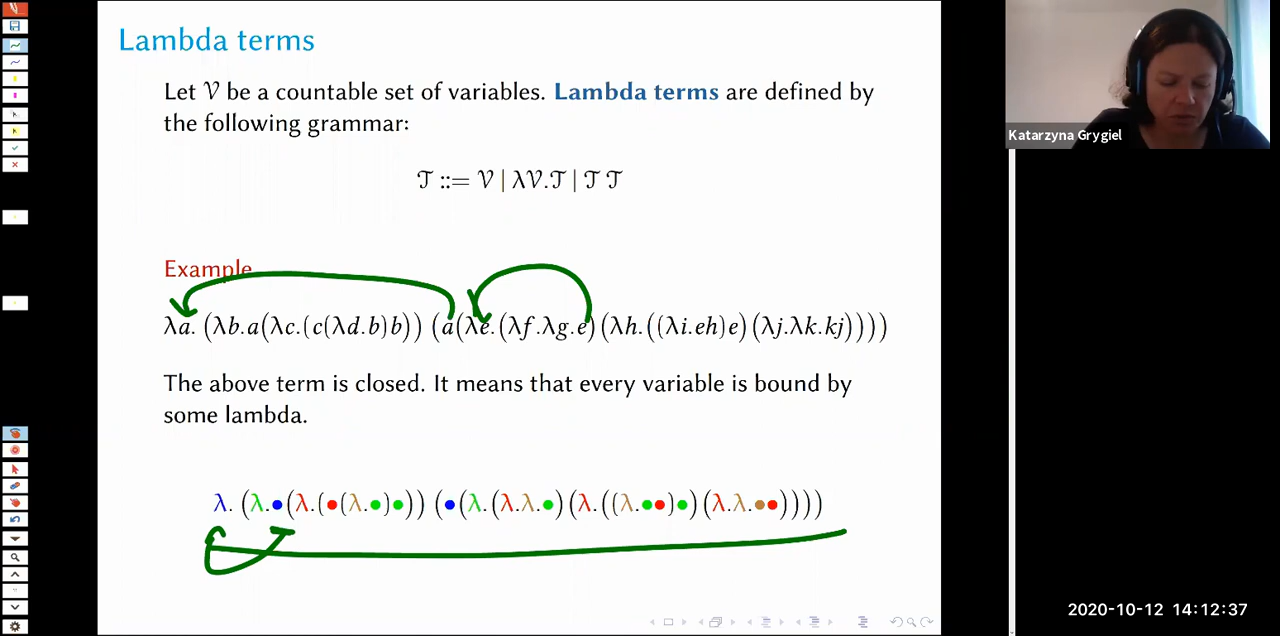 Lambda terms
Let 𝒱 be a countable set of variables. Lambda terms are defined by
the following grammar:
𝒯 ::= 𝒱 | λ𝒱.𝒯 | 𝒯 𝒯
Example
λa. (λb.a(λc.(c(λd.b)b)) (a(λe.(λf.λg.e)(λh.((λi.eh)e)(λj.λk.kj))))
The above term is closed. It means that every variable is bound by
some lambda.
λ. (λ.●(λ.(●(λ.●)●)) (●(λ.(λ.λ.●)(λ.((λ.●●)●)(λ.λ.●●))))
Katarzyna Grygiel
2020-10-12 14:12:37